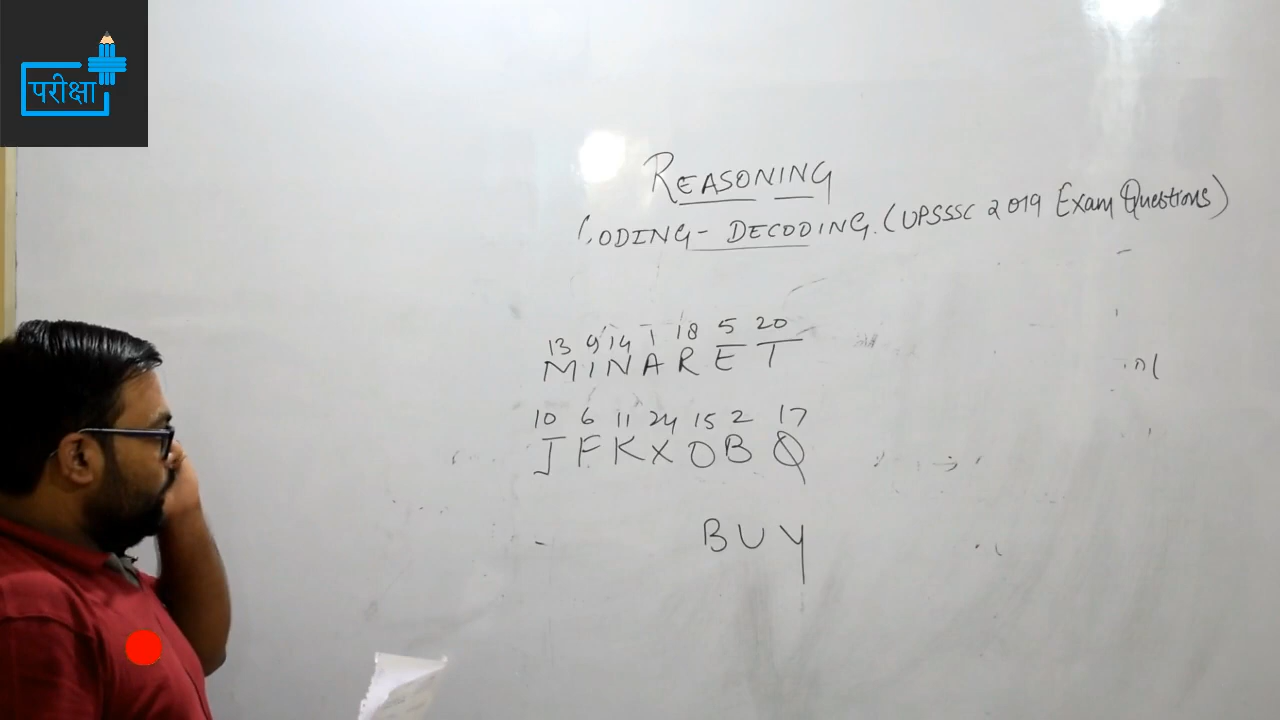 परीक्षा
REASONING
CODING - DECODING. (UPSSSC 2019 Exam Questions)
13 9 14 1 18 5 20
MINARET
10 6 11 24 15 2 17
JFKXOBQ
BUY